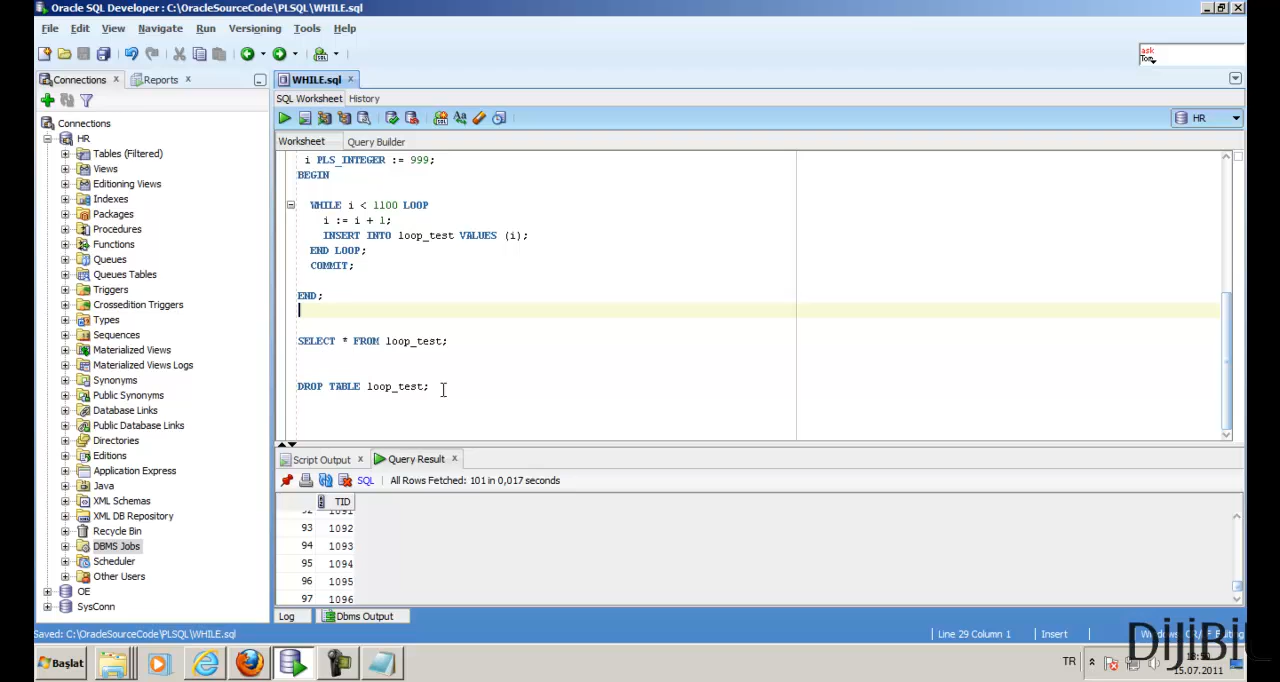 Oracle SQL Developer : C:\OracleSourceCode\PLSQL\WHILE.sql
File Edit View Navigate Run Versioning Tools Help
ask
Tom
Connections Reports
WHILE.sql
SQL Worksheet History
HR
Worksheet Query Builder
Connections
HR
Tables (Filtered)
Views
Editioning Views
Indexes
Packages
Procedures
Functions
Queues
Queues Tables
Triggers
Crossedition Triggers
Types
Sequences
Materialized Views
Materialized Views Logs
Synonyms
Public Synonyms
Database Links
Public Database Links
Directories
Editions
Application Express
Java
XML Schemas
XML DB Repository
Recycle Bin
DBMS Jobs
Scheduler
Other Users
OE
SysConn
i PLS_INTEGER := 999;
BEGIN
WHILE i < 1100 LOOP
i := i + 1;
INSERT INTO loop_test VALUES (i);
END LOOP;
COMMIT;
END;
SELECT * FROM loop_test;
DROP TABLE loop_test;
Script Output Query Result
SQL All Rows Fetched: 101 in 0,017 seconds
TID
92 1091
93 1092
94 1093
95 1094
96 1095
97 1096
Log Dbms Output
Saved: C:\OracleSourceCode\PLSQL\WHILE.sql
Line 29 Column 1 Insert
Başlat
TR
15.07.2011